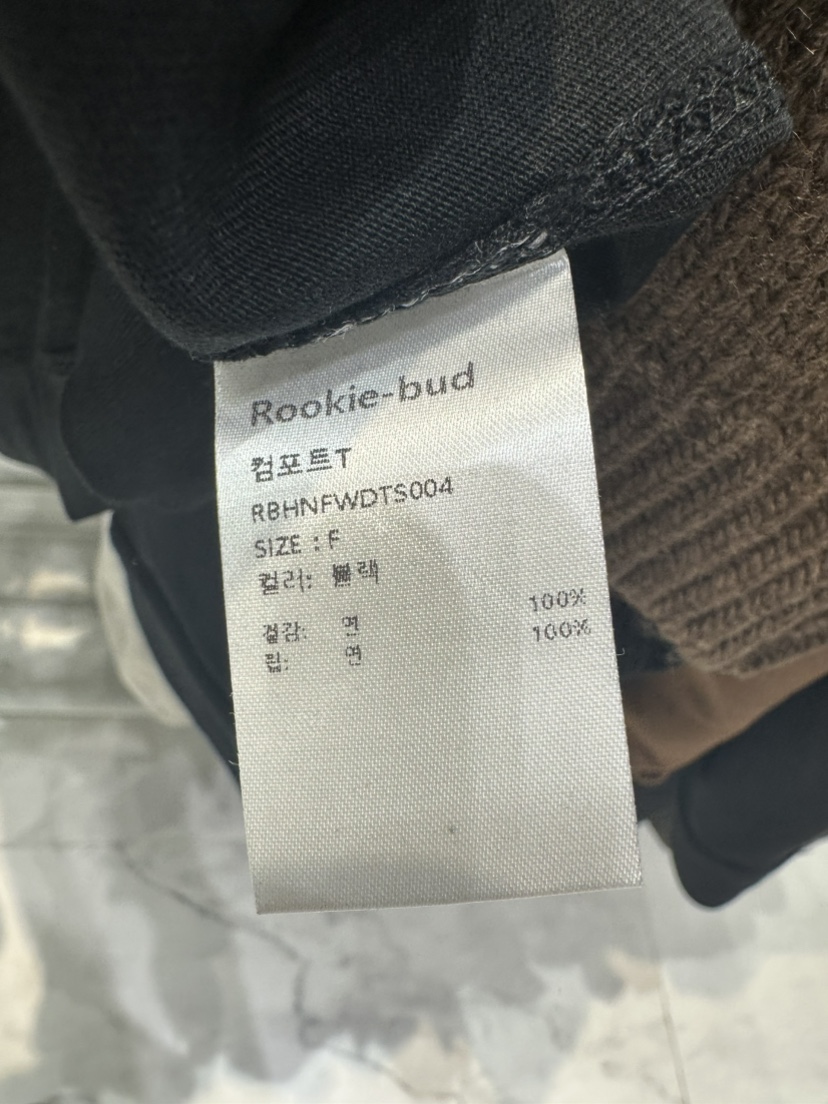 Rookie-bud
컴포트T
RBHNFWDTS004
SIZE : F
컬러: 블랙
겉감: 면 100%
립: 면 100%